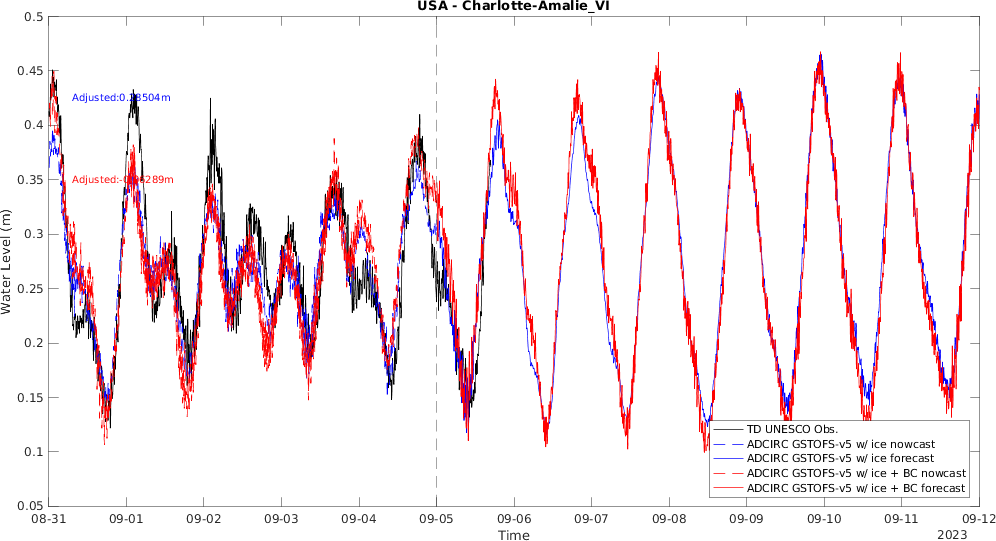 USA - Charlotte-Amalie_VI
0.5
0.45
0.4
0.35
0.3
0.25
0.2
0.15
0.1
0.05
Water Level (m)
08-31 09-01 09-02 09-03 09-04 09-05 09-06 09-07 09-08 09-09 09-10 09-11 09-12
Time
2023
TD UNESCO Obs.
ADCIRC GSTOFS-v5 w/ ice nowcast
ADCIRC GSTOFS-v5 w/ ice forecast
ADCIRC GSTOFS-v5 w/ ice + BC nowcast
ADCIRC GSTOFS-v5 w/ ice + BC forecast